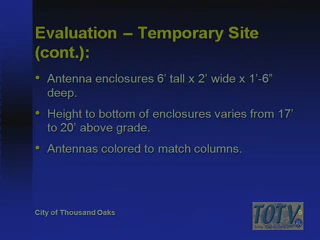 Evaluation – Temporary Site
(cont.):
• Antenna enclosures 6' tall x 2' wide x 1'-6"
deep.
• Height to bottom of enclosures varies from 17'
to 20' above grade.
• Antennas colored to match columns.
City of Thousand Oaks
TOTV